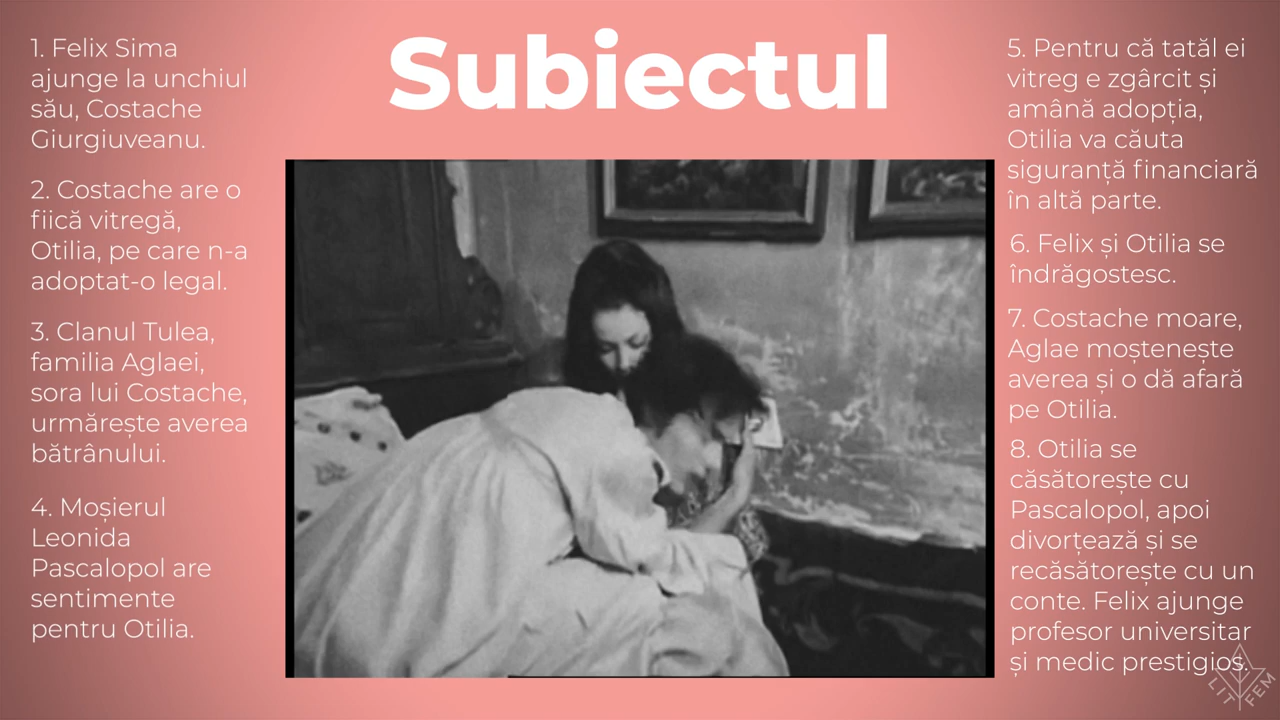 Subiectul
1. Felix Sima
ajunge la unchiul
său, Costache
Giurgiuveanu.
2. Costache are o
fiică vitregă,
Otilia, pe care n-a
adoptat-o legal.
3. Clanul Tulea,
familia Aglaei,
sora lui Costache,
urmărește averea
bătrânului.
4. Moșierul
Leonida
Pascalopol are
sentimente
pentru Otilia.
5. Pentru că tatăl ei
vitreg e zgârcit și
amână adopția,
Otilia va căuta
siguranță financiară
în altă parte.
6. Felix și Otilia se
îndrăgostesc.
7. Costache moare,
Aglae moștenește
averea și o dă afară
pe Otilia.
8. Otilia se
căsătorește cu
Pascalopol, apoi
divorțează și se
recăsătorește cu un
conte. Felix ajunge
profesor universitar
și medic prestigios.
LIT FEM